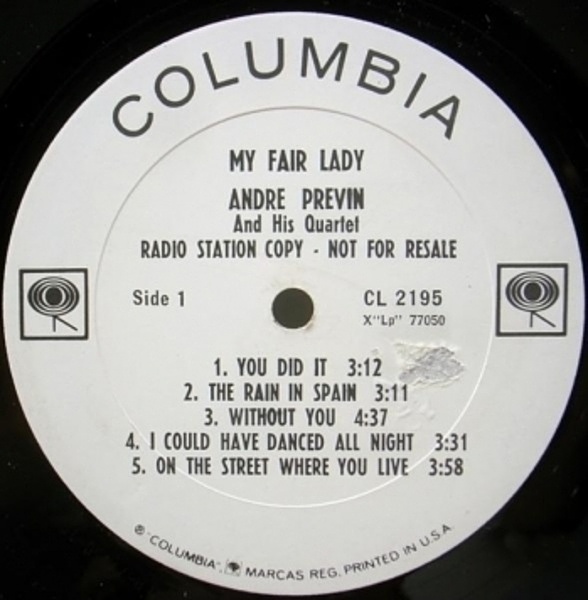 COLUMBIA
MY FAIR LADY
ANDRE PREVIN
And His Quartet
RADIO STATION COPY - NOT FOR RESALE
Side 1
CL 2195
X"Lp" 77050
1. YOU DID IT 3:12
2. THE RAIN IN SPAIN 3:11
3. WITHOUT YOU 4:37
4. I COULD HAVE DANCED ALL NIGHT 3:31
5. ON THE STREET WHERE YOU LIVE 3:58
® "COLUMBIA", MARCAS REG. PRINTED IN U.S.A.